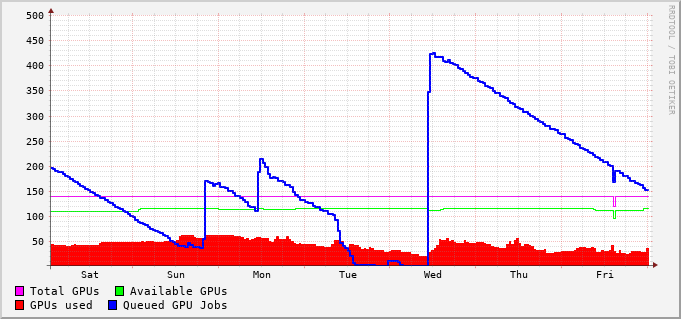 500
450
400
350
300
250
200
150
100
50
Sat Sun Mon Tue Wed Thu Fri
Total GPUs Available GPUs
GPUs used Queued GPU Jobs
RRDTOOL / TOBI OETIKER